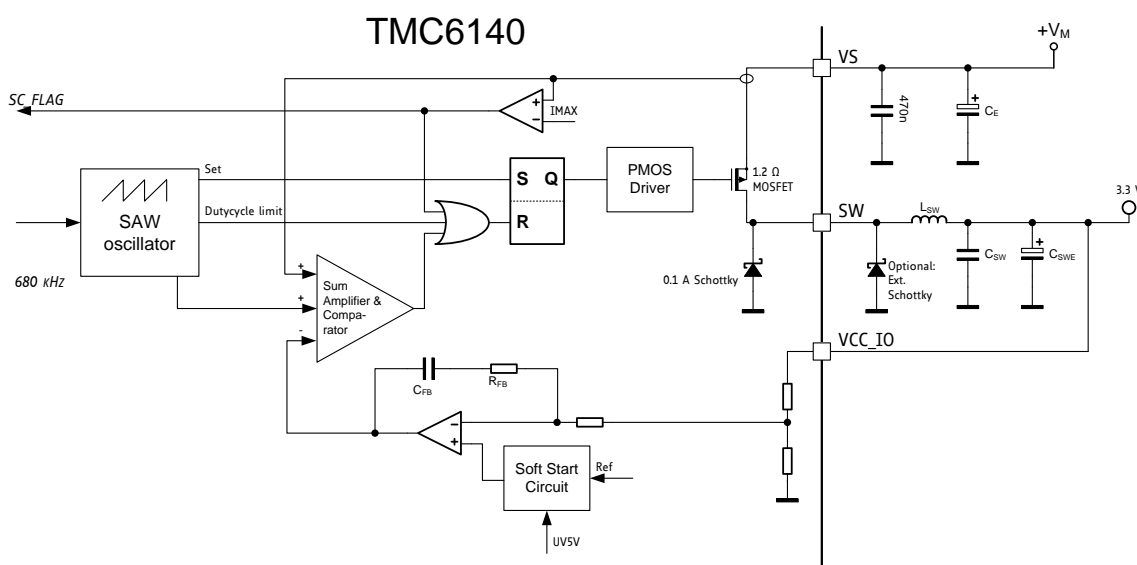 TMC6140
+VM
VS
SC_FLAG
+
−
IMAX
470n
+
CE
Set
S Q
R
PMOS
Driver
1.2 Ω
MOSFET
SAW
oscillator
Dutycycle limit
680 kHz
SW
LSW
3.3 V
0.1 A Schottky
Optional:
Ext.
Schottky
CSW
+
CSWE
+
+
-
Sum
Amplifier &
Compa-
rator
VCC_IO
CFB
RFB
−
+
Soft Start
Circuit
Ref
UV5V